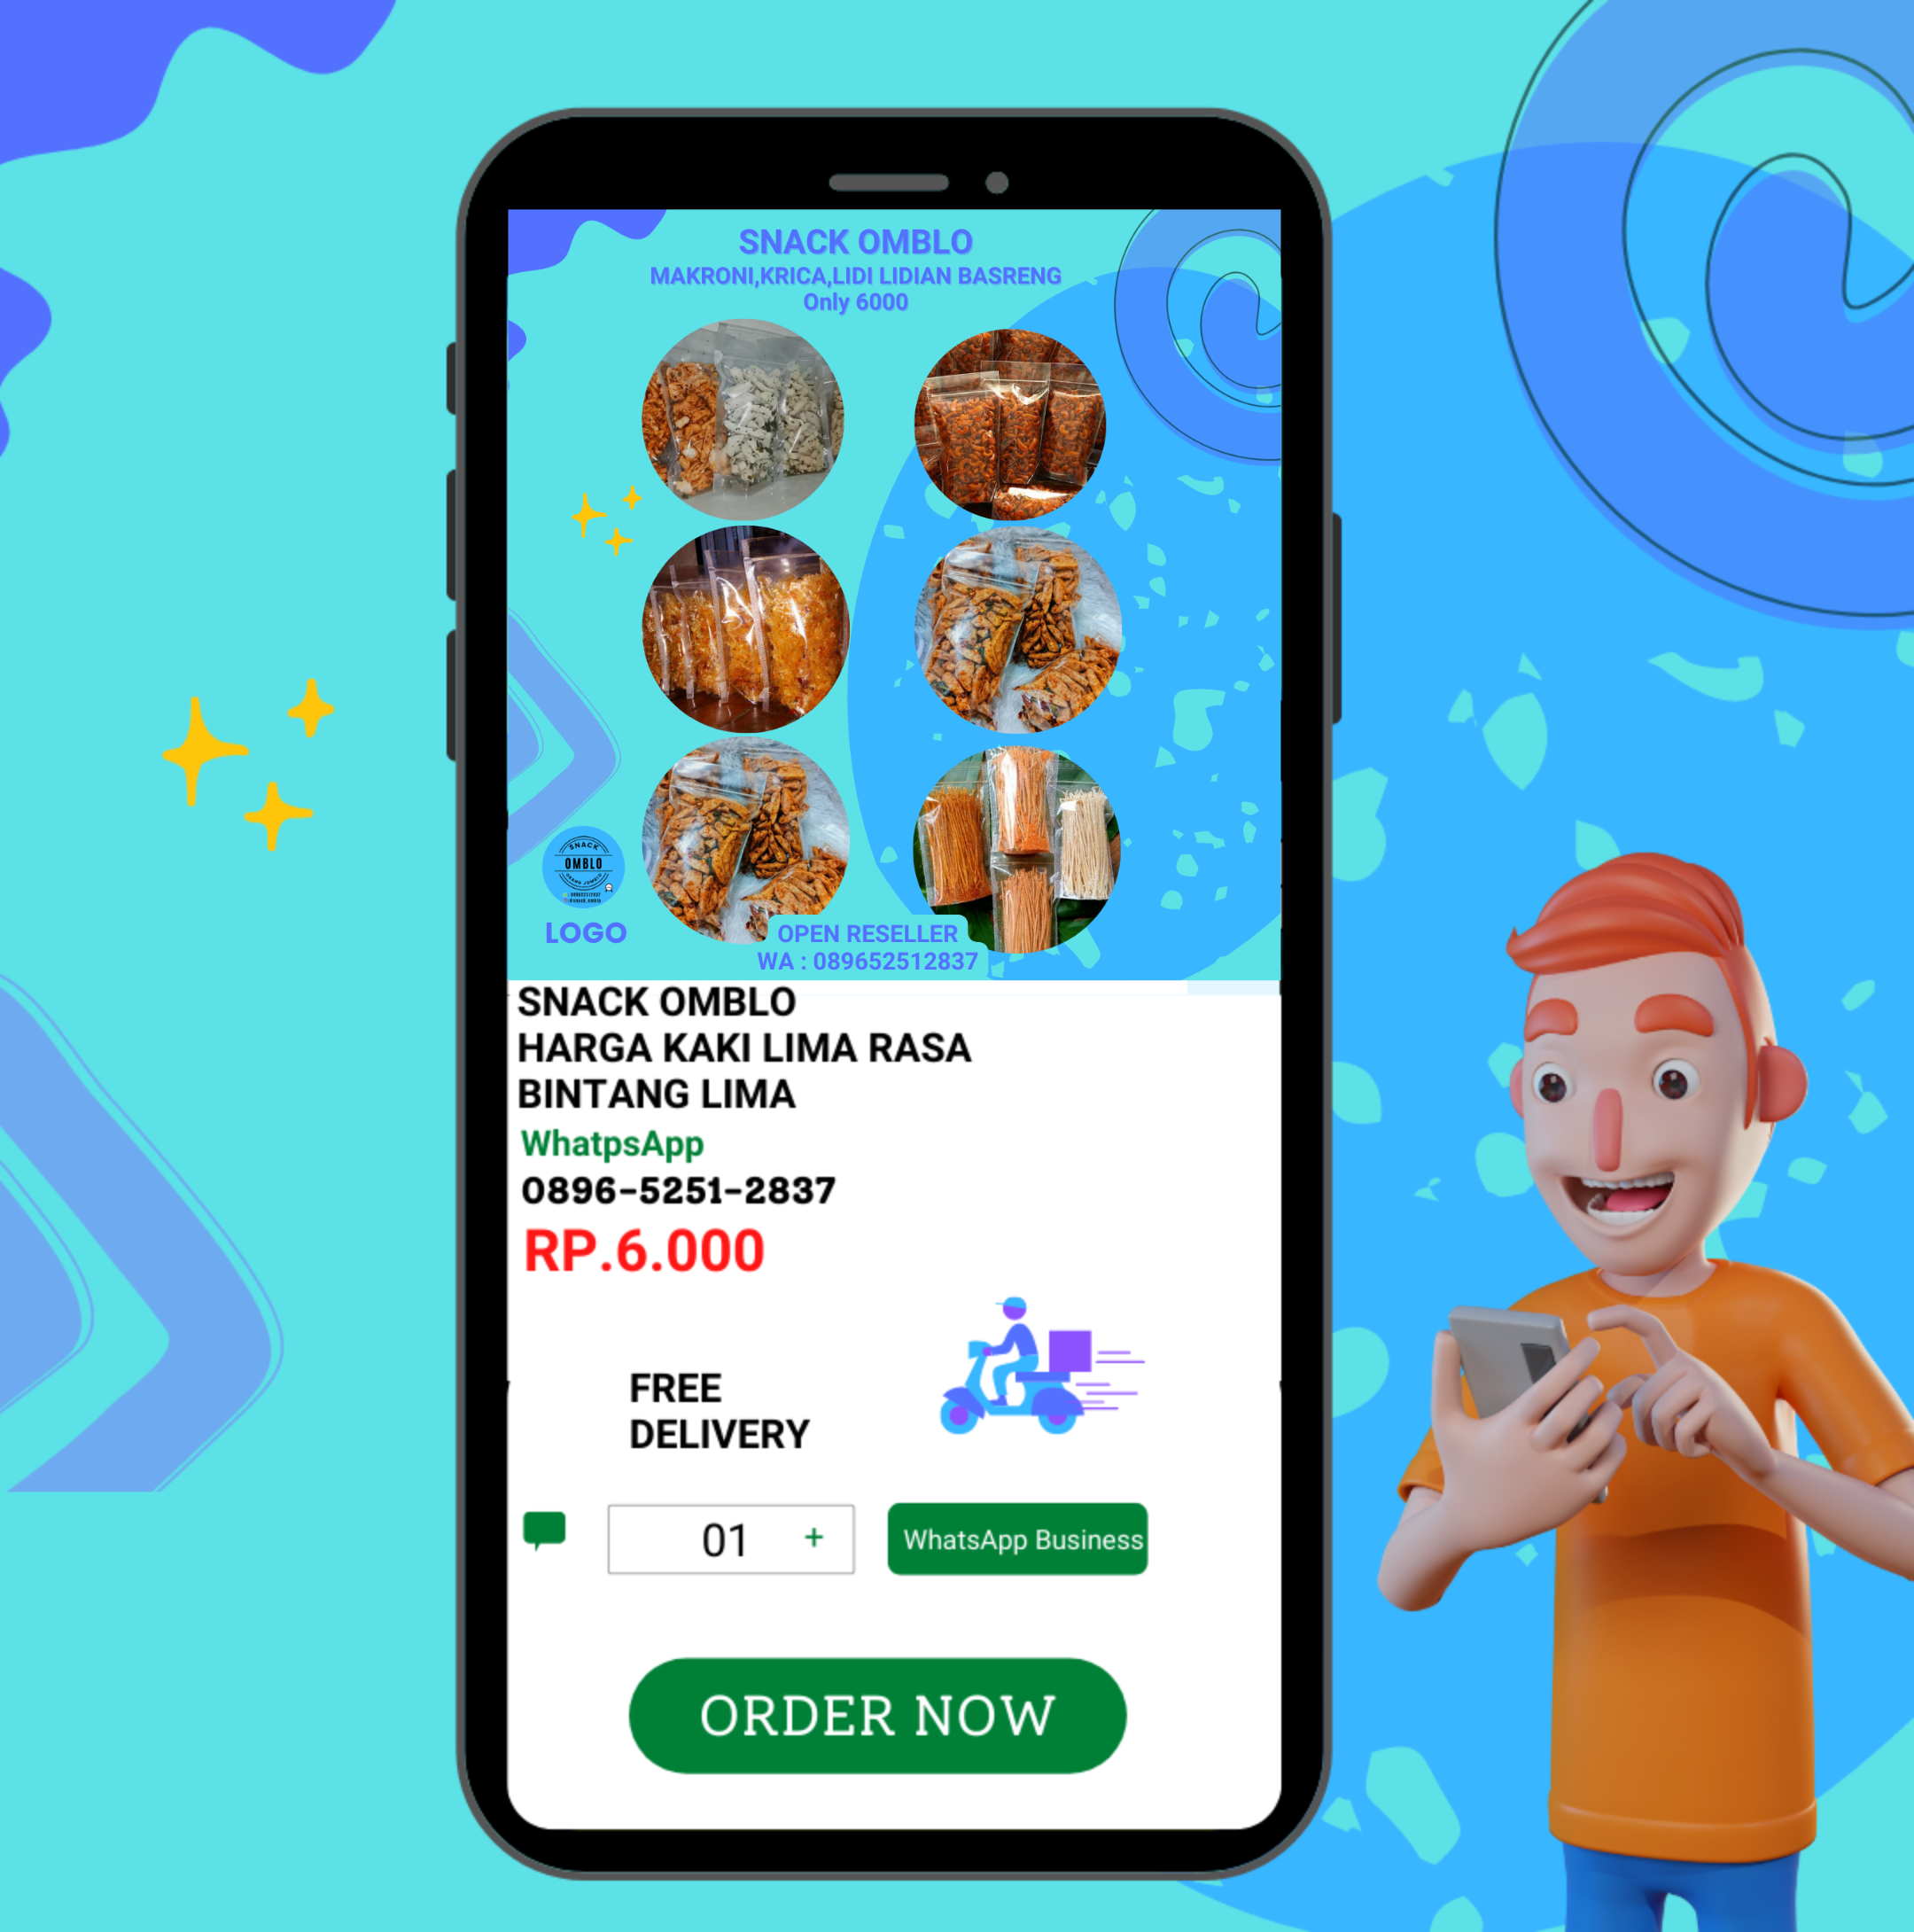 SNACK OMBLO
MAKRONI,KRICA,LIDI LIDIAN BASRENG
Only 6000
SNACK
OMBLO
LOGO
OPEN RESELLER
WA : 089652512837
SNACK OMBLO
HARGA KAKI LIMA RASA
BINTANG LIMA
WhatpsApp
0896-5251-2837
RP.6.000
FREE
DELIVERY
01 +
WhatsApp Business
ORDER NOW